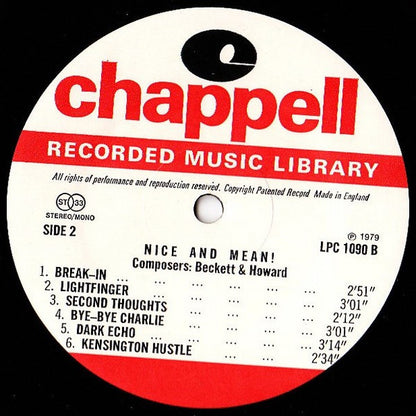 chappell
RECORDED MUSIC LIBRARY
All rights of performance and reproduction reserved. Copyright Patented Record Made in England
ST 33
STEREO/MONO
SIDE 2
℗ 1979
LPC 1090 B
NICE AND MEAN!
Composers: Beckett & Howard
1. BREAK–IN ... ... ... ... ... 2'51"
2. LIGHTFINGER ... ... ... ... 3'01"
3. SECOND THOUGHTS ... ... ... 2'12"
4. BYE–BYE CHARLIE ... ... ... 3'01"
5. DARK ECHO ... ... ... ... 3'14"
6. KENSINGTON HUSTLE ... ... 2'34"